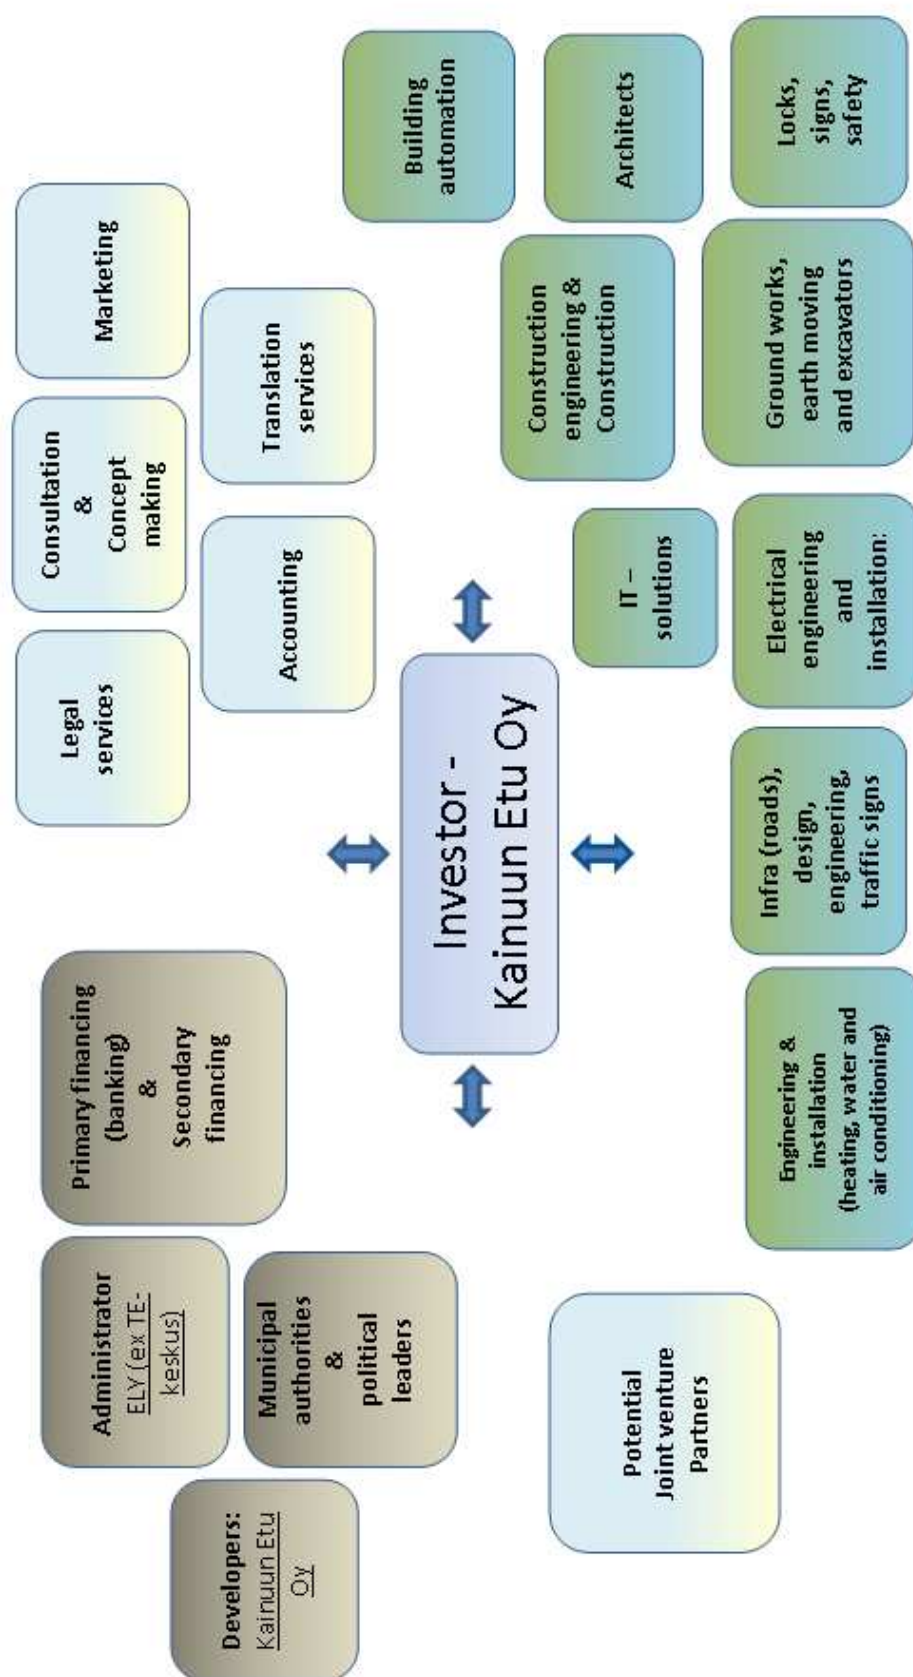 Developers:
Kainuun Etu
Oy
Administrator
ELY (ex TE-
keskus)
Municipal
authorities
&
political
leaders
Primary financing
(banking)
&
Secondary
financing
Legal
services
Consultation
&
Concept
making
Marketing
Accounting
Translation
services
Investor -
Kainuun Etu Oy
Potential
Joint venture
Partners
Engineering &
installation
(heating, water and
air conditioning)
Infra (roads),
design,
engineering,
traffic signs
IT –
solutions
Electrical
engineering
and
installation:
Construction
engineering &
Construction
Ground works,
earth moving
and excavators
Building
automation
Architects
Locks,
signs,
safety